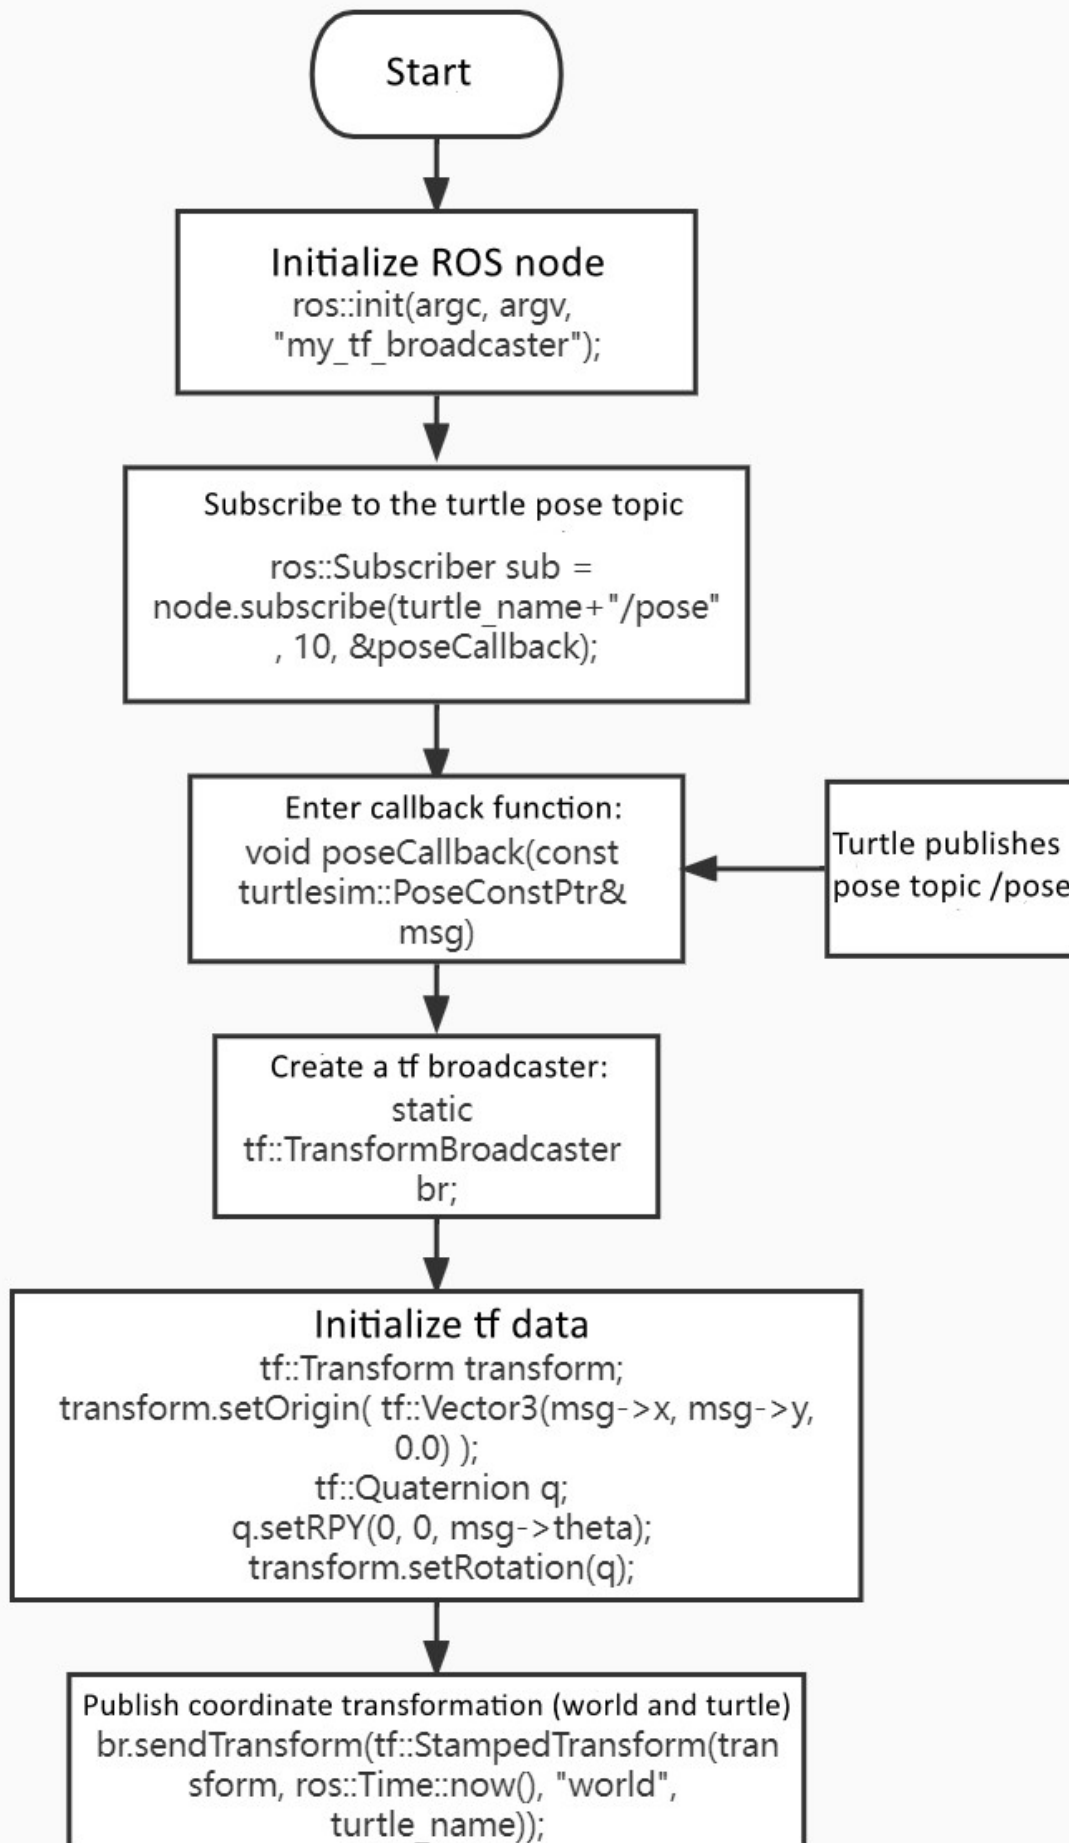 Start
Initialize ROS node
ros::init(argc, argv,
"my_tf_broadcaster");
Subscribe to the turtle pose topic
ros::Subscriber sub =
node.subscribe(turtle_name+"/pose"
, 10, &poseCallback);
Enter callback function:
void poseCallback(const
turtlesim::PoseConstPtr&
msg)
Turtle publishes
pose topic /pose
Create a tf broadcaster:
static
tf::TransformBroadcaster
br;
Initialize tf data
tf::Transform transform;
transform.setOrigin( tf::Vector3(msg->x, msg->y,
0.0) );
tf::Quaternion q;
q.setRPY(0, 0, msg->theta);
transform.setRotation(q);
Publish coordinate transformation (world and turtle)
br.sendTransform(tf::StampedTransform(tran
sform, ros::Time::now(), "world",
turtle_name));